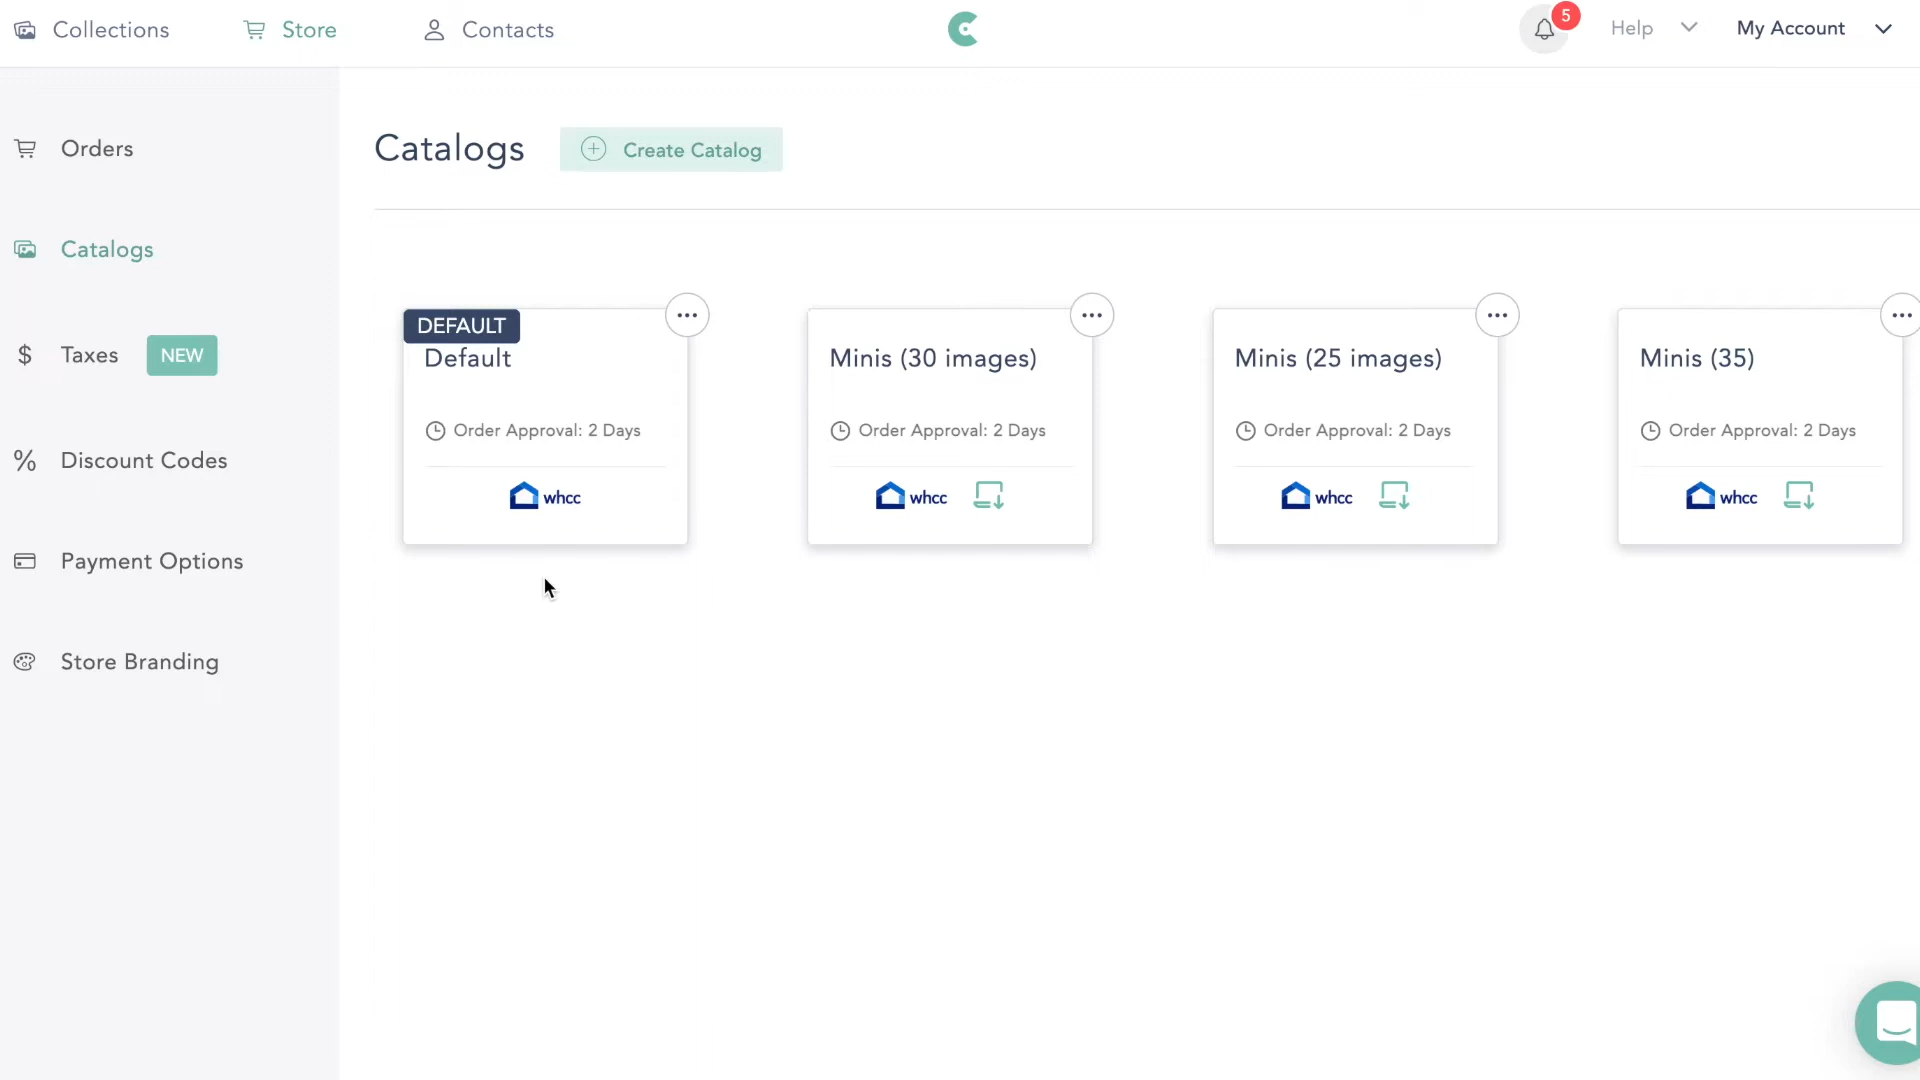 Collections
Store
Contacts
5
Help
My Account
Orders
Catalogs
$ Taxes NEW
% Discount Codes
Payment Options
Store Branding
Catalogs
Create Catalog
DEFAULT
Default
Order Approval: 2 Days
whcc
Minis (30 images)
Order Approval: 2 Days
whcc
Minis (25 images)
Order Approval: 2 Days
whcc
Minis (35)
Order Approval: 2 Days
whcc